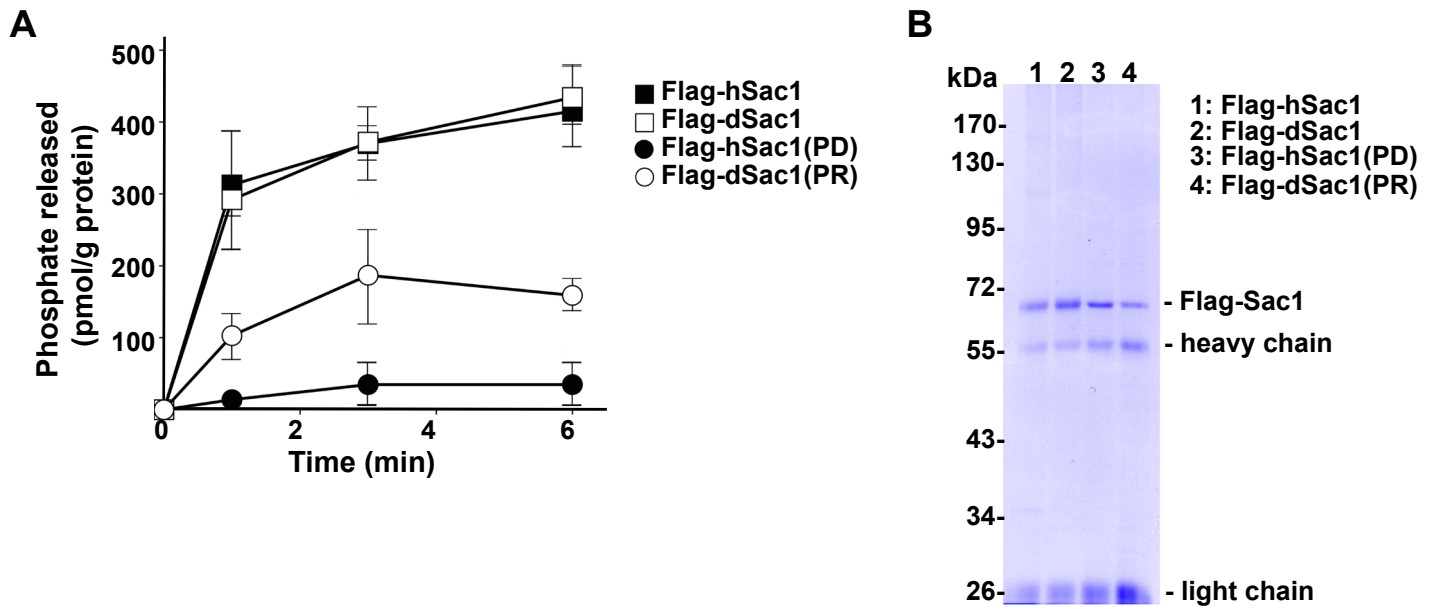 A
500
400
300
200
100
Phosphate released
(pmol/g protein)
0
2
4
6
Time (min)
Flag-hSac1
Flag-dSac1
Flag-hSac1(PD)
Flag-dSac1(PR)
B
kDa
1 2 3 4
170-
130-
95-
72-
55-
43-
34-
26-
- Flag-Sac1
- heavy chain
- light chain
1: Flag-hSac1
2: Flag-dSac1
3: Flag-hSac1(PD)
4: Flag-dSac1(PR)